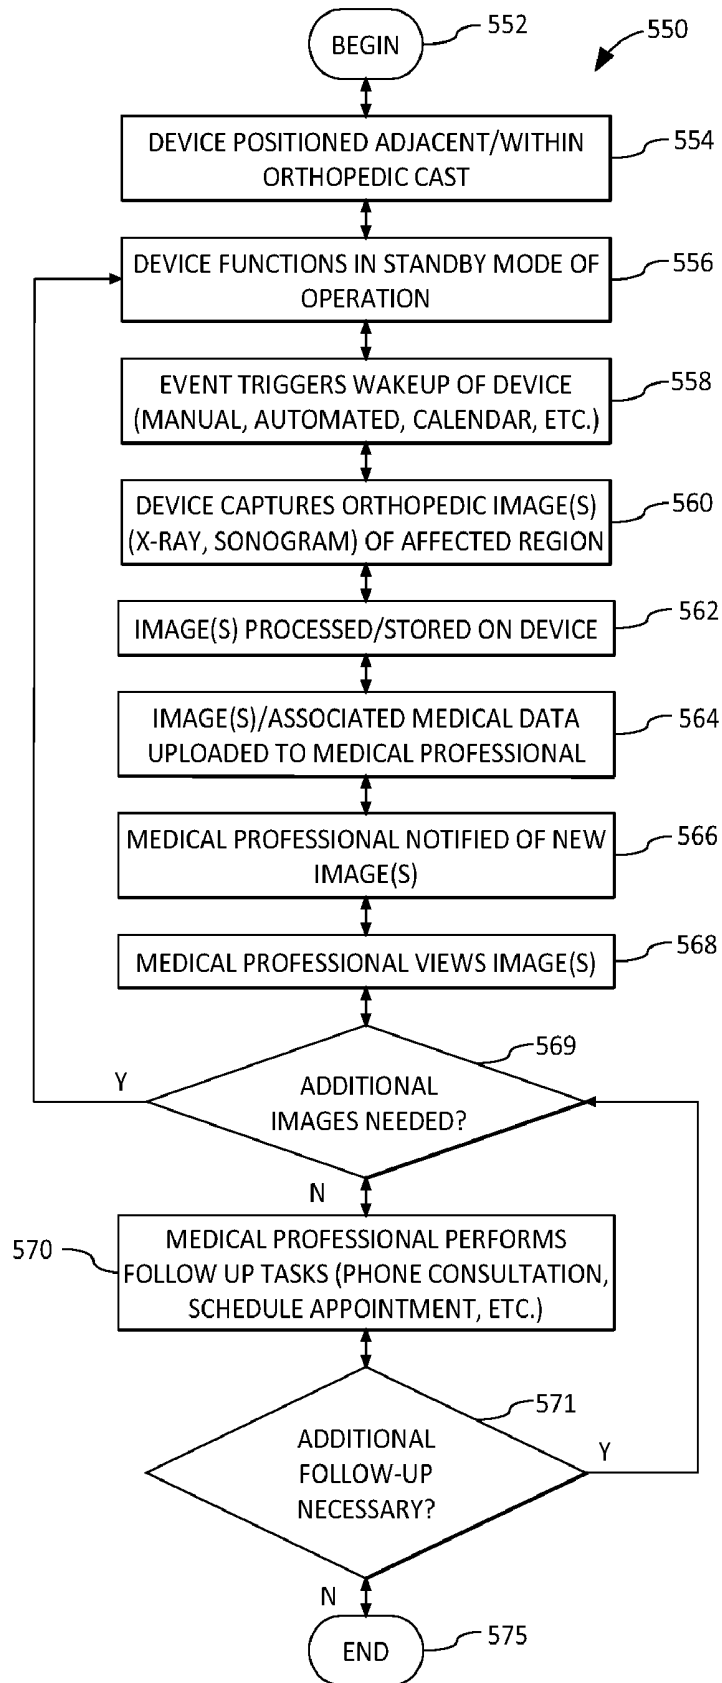 BEGIN
552
550
DEVICE POSITIONED ADJACENT/WITHIN
ORTHOPEDIC CAST
554
DEVICE FUNCTIONS IN STANDBY MODE OF
OPERATION
556
EVENT TRIGGERS WAKEUP OF DEVICE
(MANUAL, AUTOMATED, CALENDAR, ETC.)
558
DEVICE CAPTURES ORTHOPEDIC IMAGE(S)
(X-RAY, SONOGRAM) OF AFFECTED REGION
560
IMAGE(S) PROCESSED/STORED ON DEVICE
562
IMAGE(S)/ASSOCIATED MEDICAL DATA
UPLOADED TO MEDICAL PROFESSIONAL
564
MEDICAL PROFESSIONAL NOTIFIED OF NEW
IMAGE(S)
566
MEDICAL PROFESSIONAL VIEWS IMAGE(S)
568
569
Y
ADDITIONAL
IMAGES NEEDED?
N
570
MEDICAL PROFESSIONAL PERFORMS
FOLLOW UP TASKS (PHONE CONSULTATION,
SCHEDULE APPOINTMENT, ETC.)
571
ADDITIONAL
FOLLOW-UP
NECESSARY?
Y
N
END
575